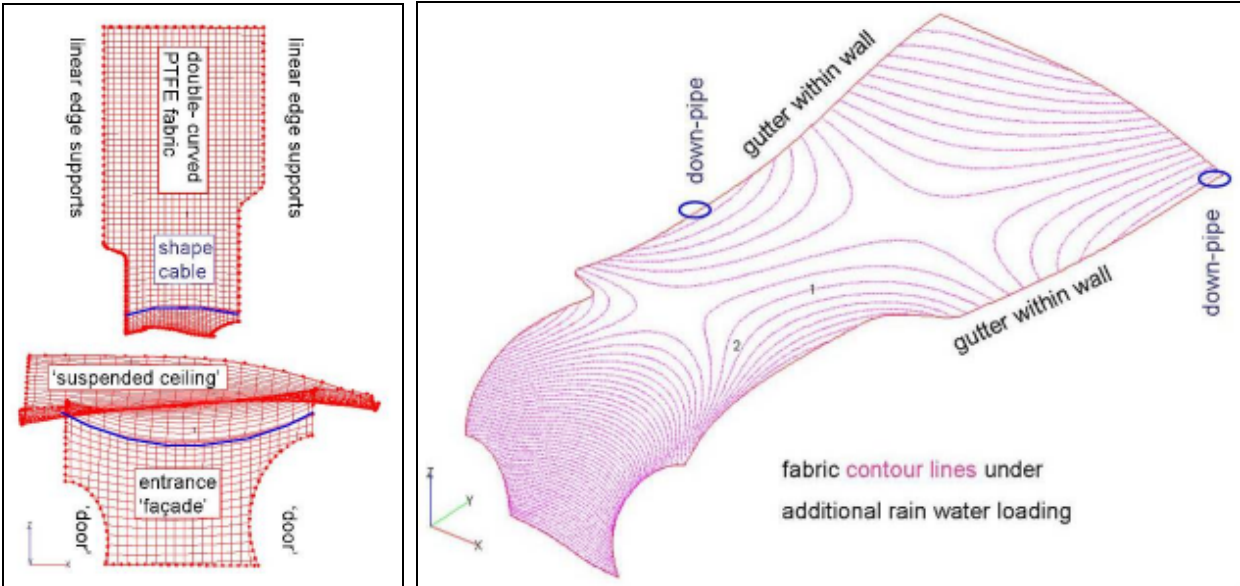 linear edge supports
double- curved
PTFE fabric
linear edge supports
shape
cable
'suspended ceiling'
1
entrance
'façade'
'door'
'door'
Z
Y
X
gutter within wall
down-pipe
down-pipe
gutter within wall
1
2
fabric contour lines under
additional rain water loading
Z
Y
X